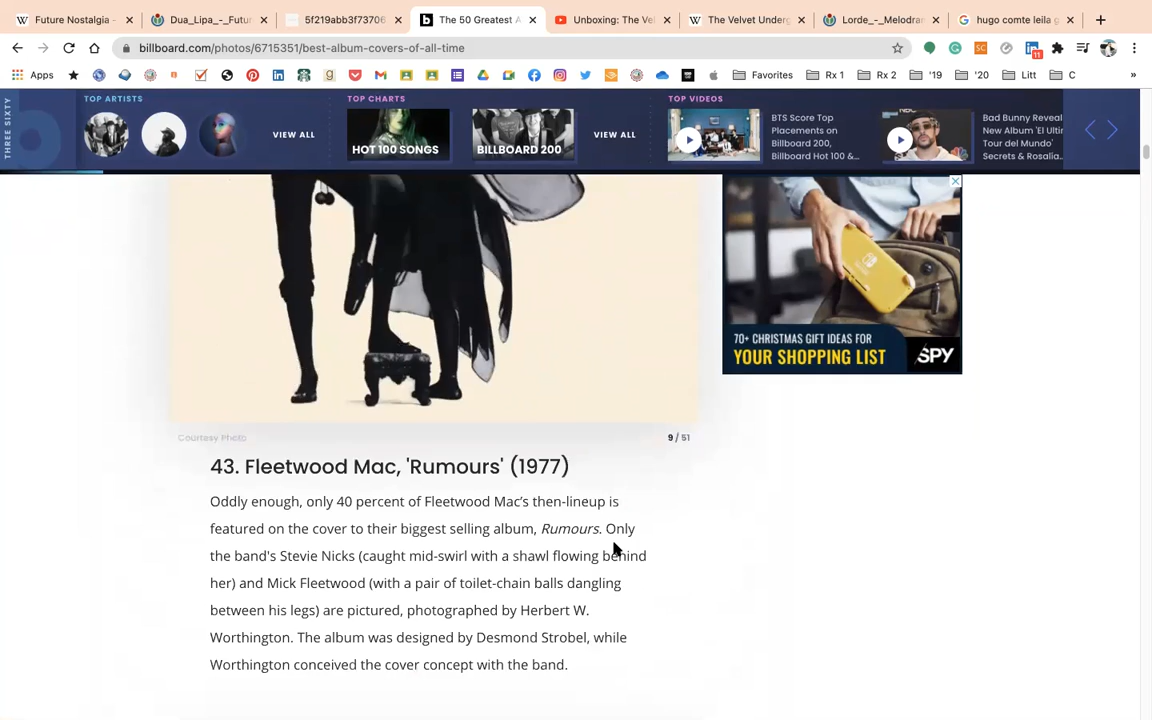 Future Nostalgia –
Dua_Lipa_-_Futur
5f219abb3f73706
The 50 Greatest A
Unboxing: The Vel
The Velvet Underg
Lorde_-_Melodram
hugo comte leila g
billboard.com/photos/6715351/best-album-covers-of-all-time
11
Apps
Favorites
Rx 1
Rx 2
'19
'20
Litt
C
THREE SIXTY
TOP ARTISTS
VIEW ALL
TOP CHARTS
HOT 100 SONGS
BILLBOARD 200
VIEW ALL
TOP VIDEOS
BTS Score Top
Placements on
Billboard 200,
Billboard Hot 100 &...
Bad Bunny Reveal
New Album 'El Últi
Tour del Mundo'
Secrets & Rosalía...
70+ CHRISTMAS GIFT IDEAS FOR
YOUR SHOPPING LIST
SPY
Courtesy Photo
9 / 51
43. Fleetwood Mac, 'Rumours' (1977)
Oddly enough, only 40 percent of Fleetwood Mac's then-lineup is
featured on the cover to their biggest selling album, Rumours. Only
the band's Stevie Nicks (caught mid-swirl with a shawl flowing behind
her) and Mick Fleetwood (with a pair of toilet-chain balls dangling
between his legs) are pictured, photographed by Herbert W.
Worthington. The album was designed by Desmond Strobel, while
Worthington conceived the cover concept with the band.